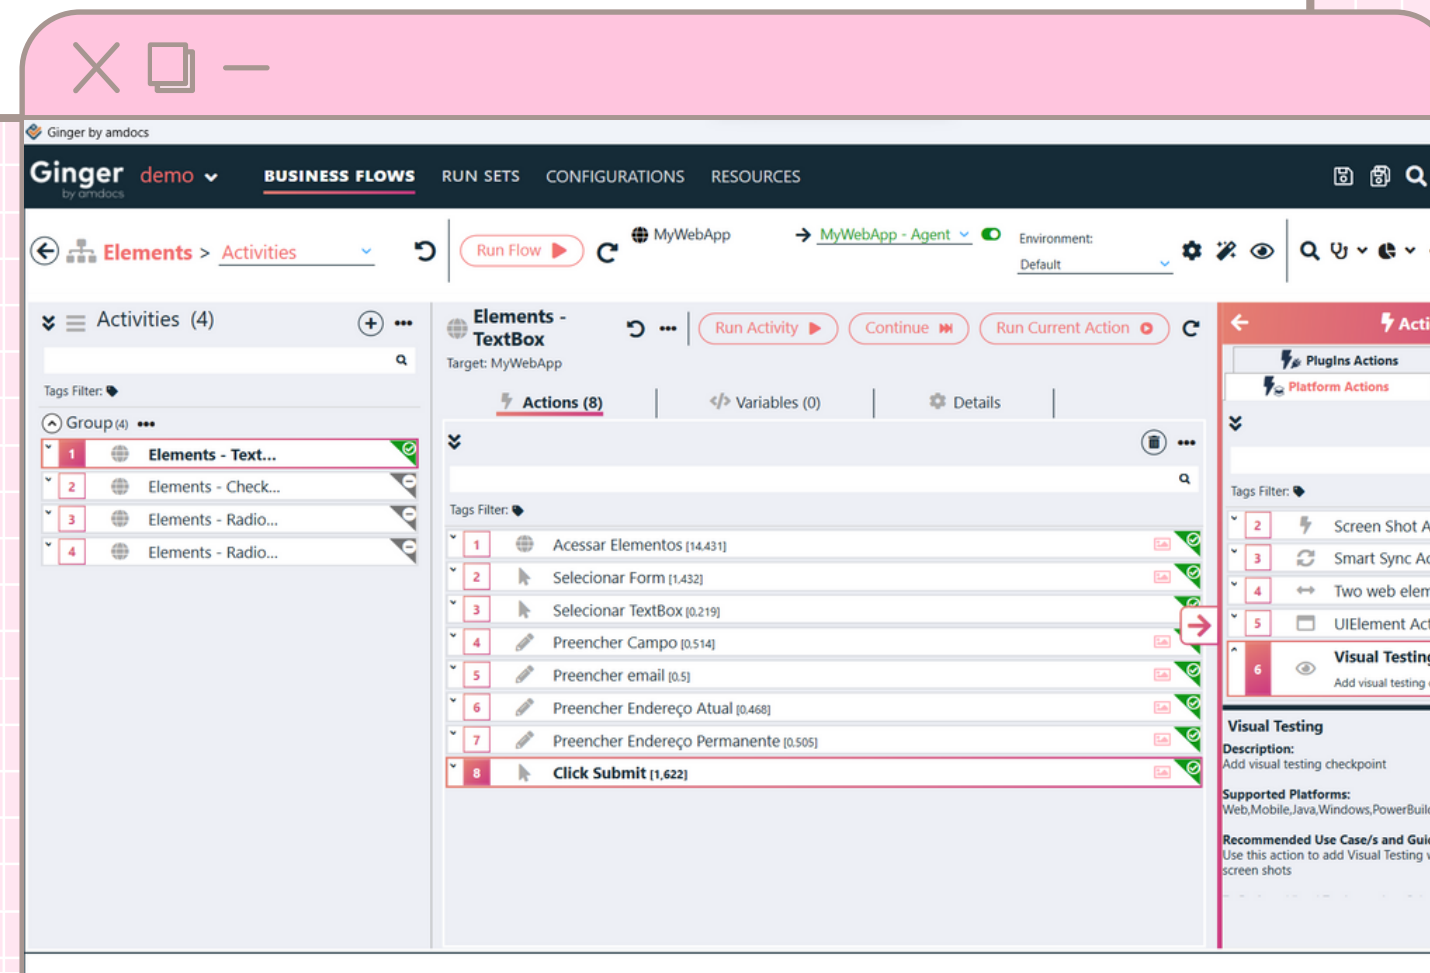 Ginger by amdocs
Ginger demo BUSINESS FLOWS RUN SETS CONFIGURATIONS RESOURCES
by amdocs
Elements > Activities
Run Flow
MyWebApp
MyWebApp - Agent
Environment:
Default
Activities (4)
Tags Filter:
Group (4)
1 Elements - Text...
2 Elements - Check...
3 Elements - Radio...
4 Elements - Radio...
Elements -
TextBox
Run Activity Continue Run Current Action
Target: MyWebApp
Actions (8) </> Variables (0) Details
Tags Filter:
1 Acessar Elementos [14,431]
2 Selecionar Form [1,432]
3 Selecionar TextBox [0,219]
4 Preencher Campo [0,514]
5 Preencher email [0,5]
6 Preencher Endereço Atual [0,468]
7 Preencher Endereço Permanente [0,505]
8 Click Submit [1,622]
Acti
PlugIns Actions
Platform Actions
Tags Filter:
2 Screen Shot A
3 Smart Sync Ac
4 Two web elem
5 UIElement Act
6 Visual Testing
Add visual testing
Visual Testing
Description:
Add visual testing checkpoint
Supported Platforms:
Web,Mobile,Java,Windows,PowerBuil
Recommended Use Case/s and Gui
Use this action to add Visual Testing
screen shots